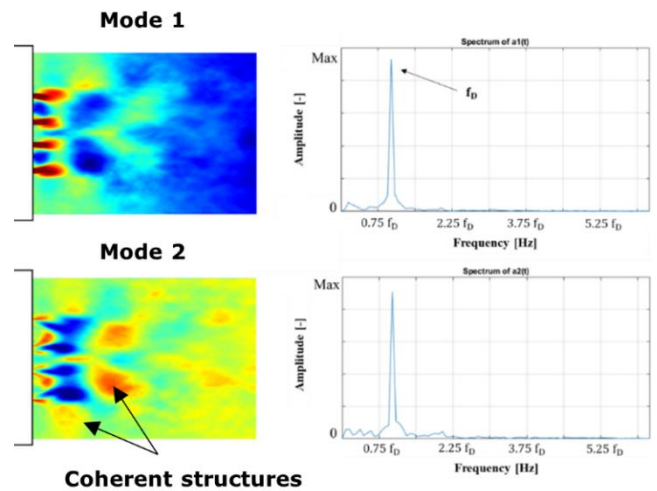 Mode 1
Spectrum of a1(t)
Max
f_D
Amplitude [-]
0
0.75 f_D 2.25 f_D 3.75 f_D 5.25 f_D
Frequency [Hz]
Mode 2
Spectrum of a2(t)
Max
Amplitude [-]
0
0.75 f_D 2.25 f_D 3.75 f_D 5.25 f_D
Frequency [Hz]
Coherent structures